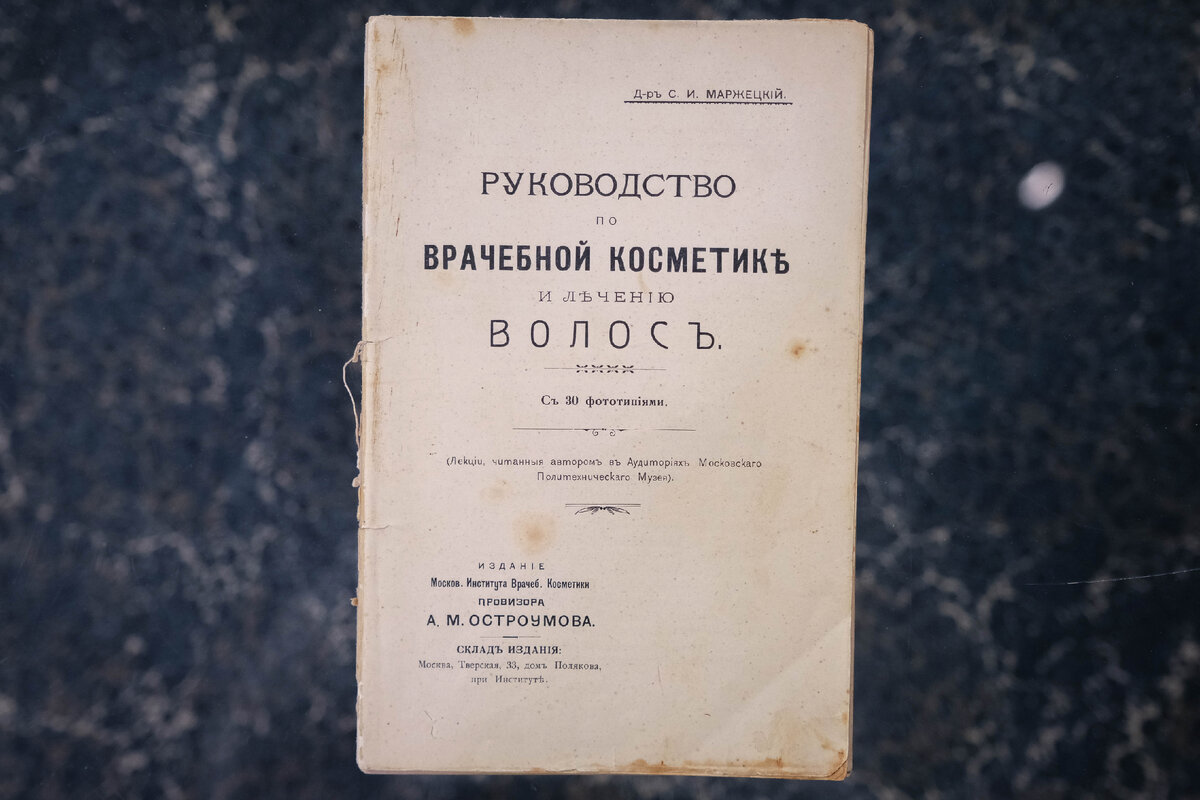 Д-ръ С. И. МАРЖЕЦКІЙ.
РУКОВОДСТВО
ПО
ВРАЧЕБНОЙ КОСМЕТИКѢ
И ЛѢЧЕНІЮ
ВОЛОСЪ.
Съ 30 фототипіями.
(Лекціи, читанныя авторомъ въ Аудиторіяхъ Московскаго
Политехническаго Музея).
ИЗДАНІЕ
Москов. Института Врачеб. Косметики
ПРОВИЗОРА
А. М. ОСТРОУМОВА.
СКЛАДЪ ИЗДАНІЯ:
Москва, Тверская, 33, домъ Полякова,
при Институтѣ.